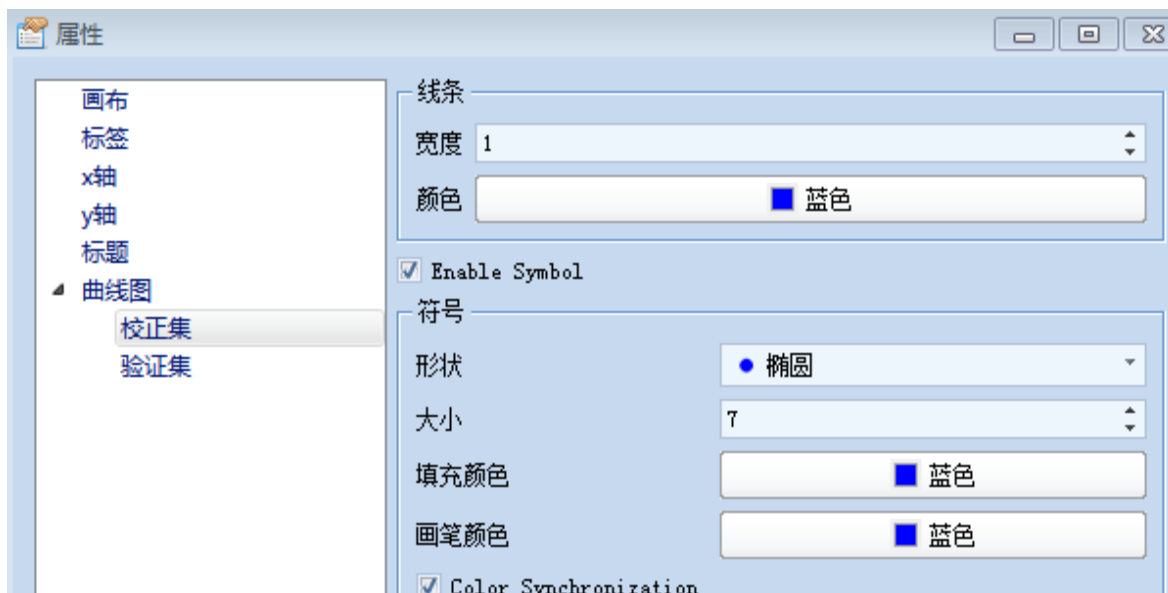 属性
画布
标签
x轴
y轴
标题
曲线图
校正集
验证集
线条
宽度 1
颜色 蓝色
Enable Symbol
符号
形状 椭圆
大小 7
填充颜色 蓝色
画笔颜色 蓝色
Color Synchronization